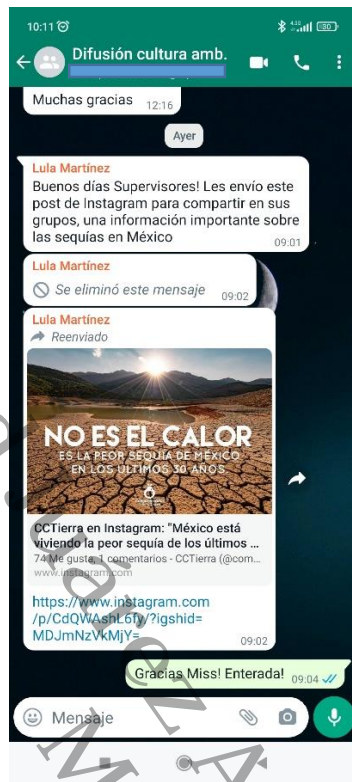 10:11
Difusión cultura amb.
Muchas gracias 12:16
Ayer
Lula Martínez
Buenos días Supervisores! Les envío este
post de Instagram para compartir en sus
grupos, una información importante sobre
las sequías en México
09:01
Lula Martínez
Se eliminó este mensaje 09:02
Lula Martínez
Reenviado
NO ES EL CALOR
ES LA PEOR SEQUÍA DE MÉXICO
EN LOS ÚLTIMOS 30 AÑOS.
CCTierra en Instagram: "México está
viviendo la peor sequía de los últimos ...
74 Me gusta, 1 comentarios - CCTierra (@com...
www.instagram.com
https://www.instagram.com
/p/CdQWAshL6fy/?igshid=
MDJmNzVkMjY=
09:02
Gracias Miss! Enterada! 09:04
Mensaje